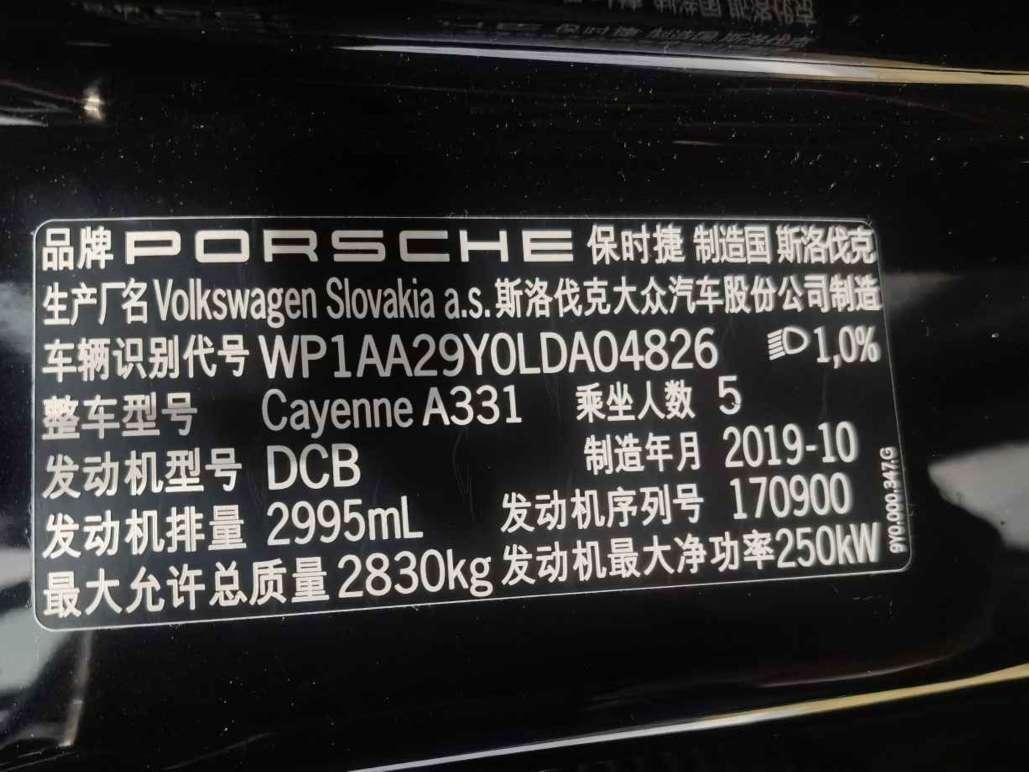 品牌 PORSCHE 保时捷 制造国 斯洛伐克
生产厂名 Volkswagen Slovakia a.s. 斯洛伐克大众汽车股份公司制造
车辆识别代号 WP1AA29Y0LDA04826 1,0%
整车型号 Cayenne A331 乘坐人数 5
发动机型号 DCB 制造年月 2019-10
发动机排量 2995mL 发动机序列号 170900
最大允许总质量 2830kg 发动机最大净功率 250kW
9Y0.000.347.G